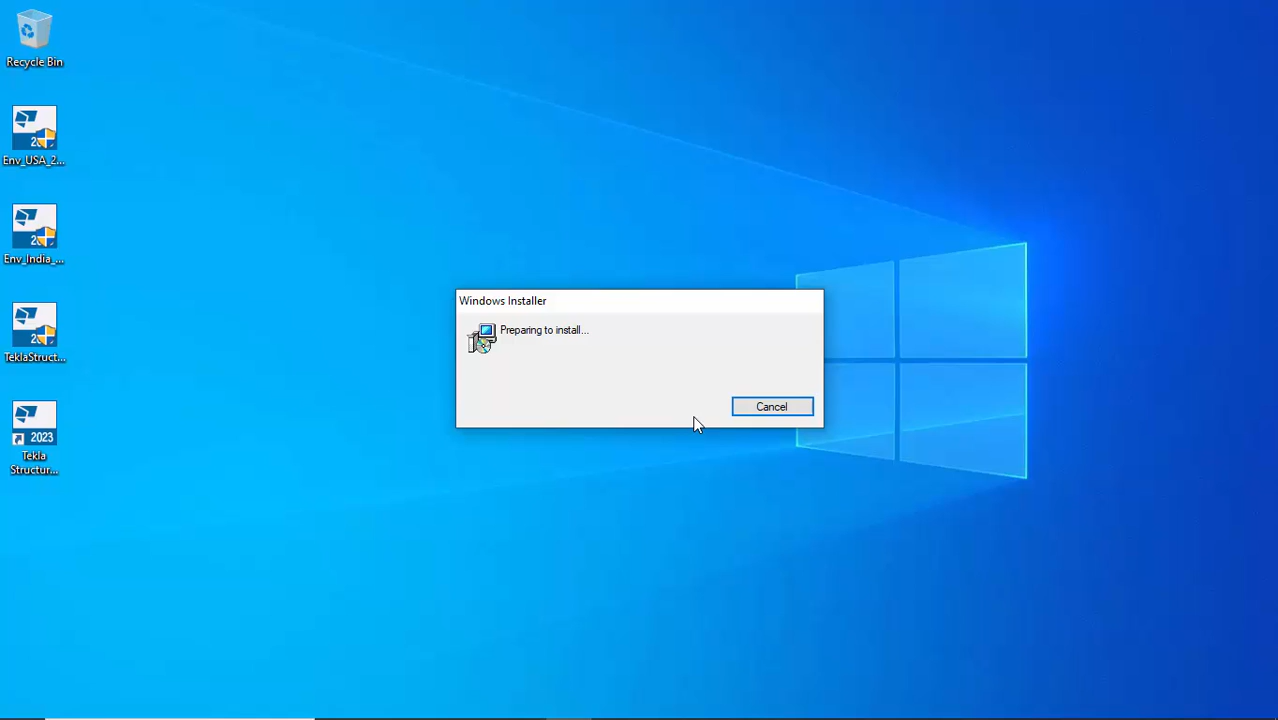 Recycle Bin
Env_USA_2...
Env_India_...
TeklaStruct...
2023
Tekla
Structur...
Windows Installer
Preparing to install...
Cancel